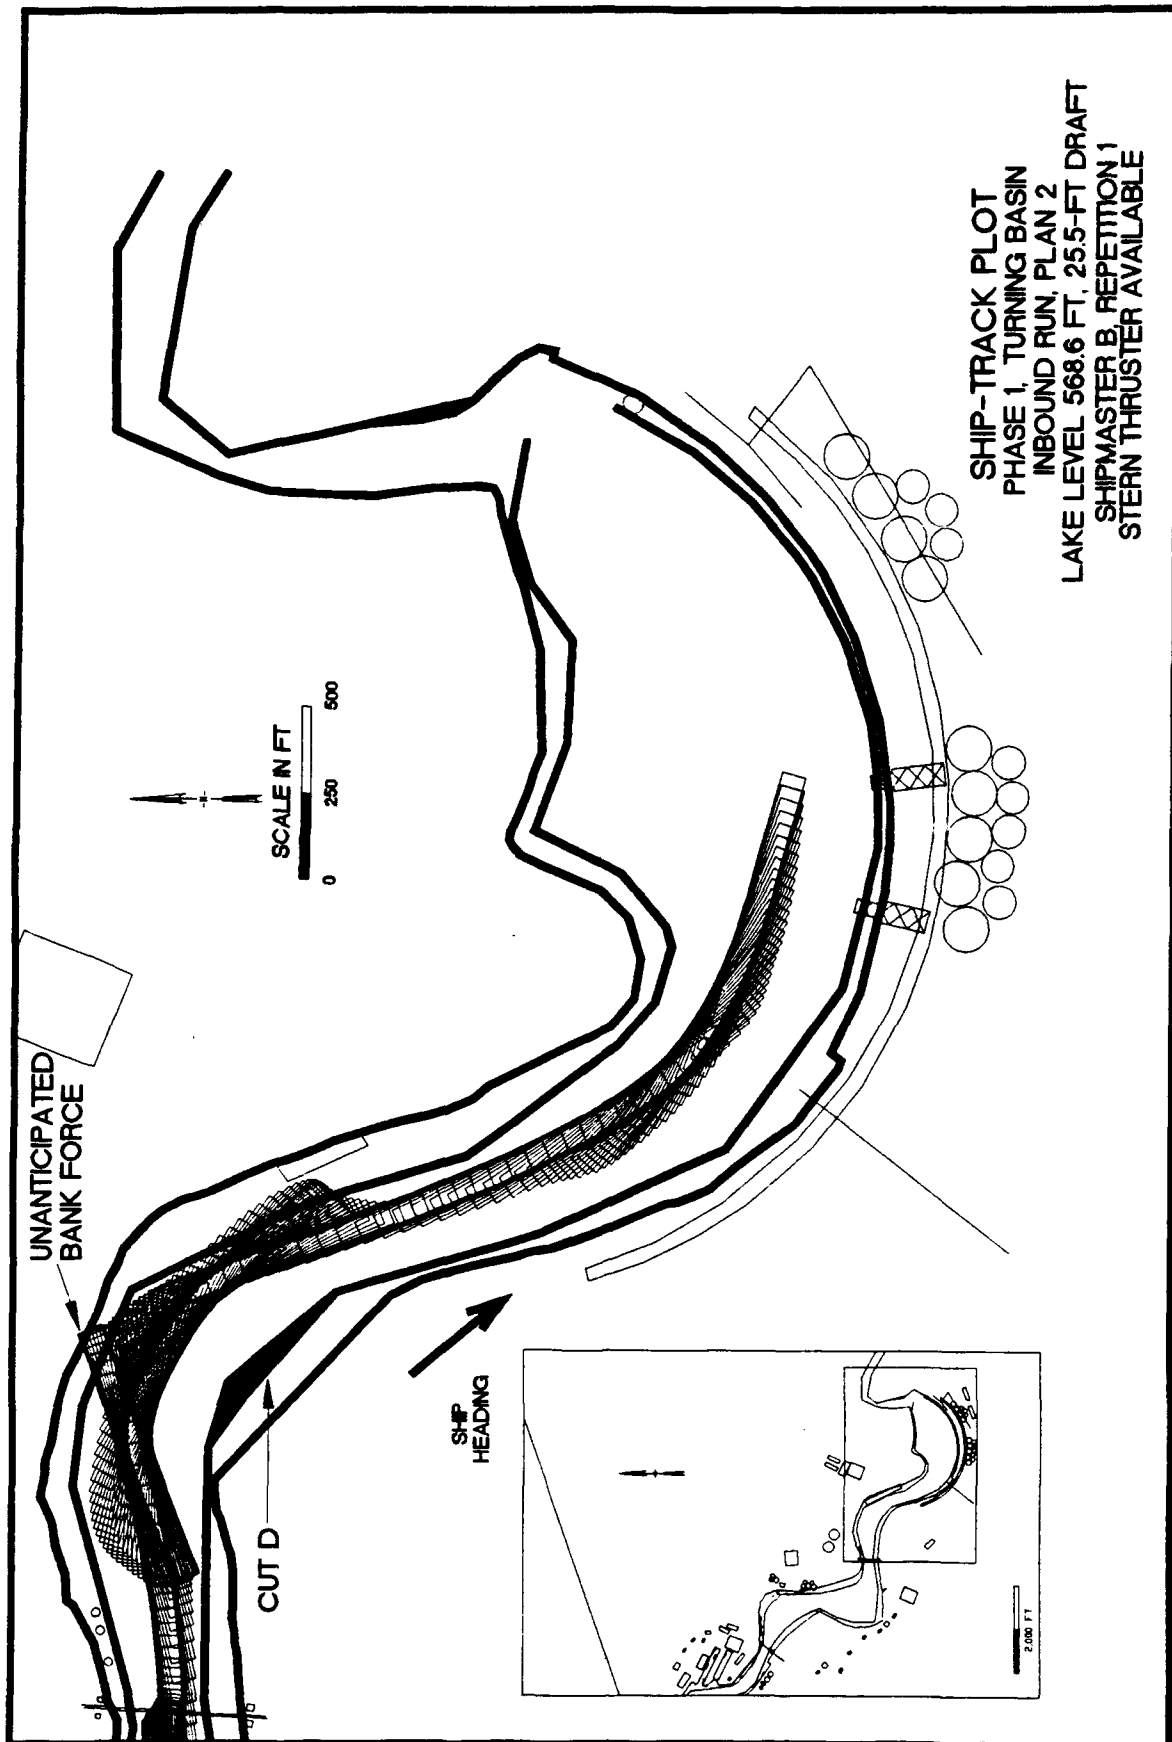 UNANTICIPATED
BANK FORCE
SCALE IN FT
0 250 500
CUT D
SHIP
HEADING
2,000 FT
SHIP-TRACK PLOT
PHASE 1, TURNING BASIN
INBOUND RUN, PLAN 2
LAKE LEVEL 568.6 FT, 25.5-FT DRAFT
SHIPMASTER B, REPETITION 1
STERN THRUSTER AVAILABLE